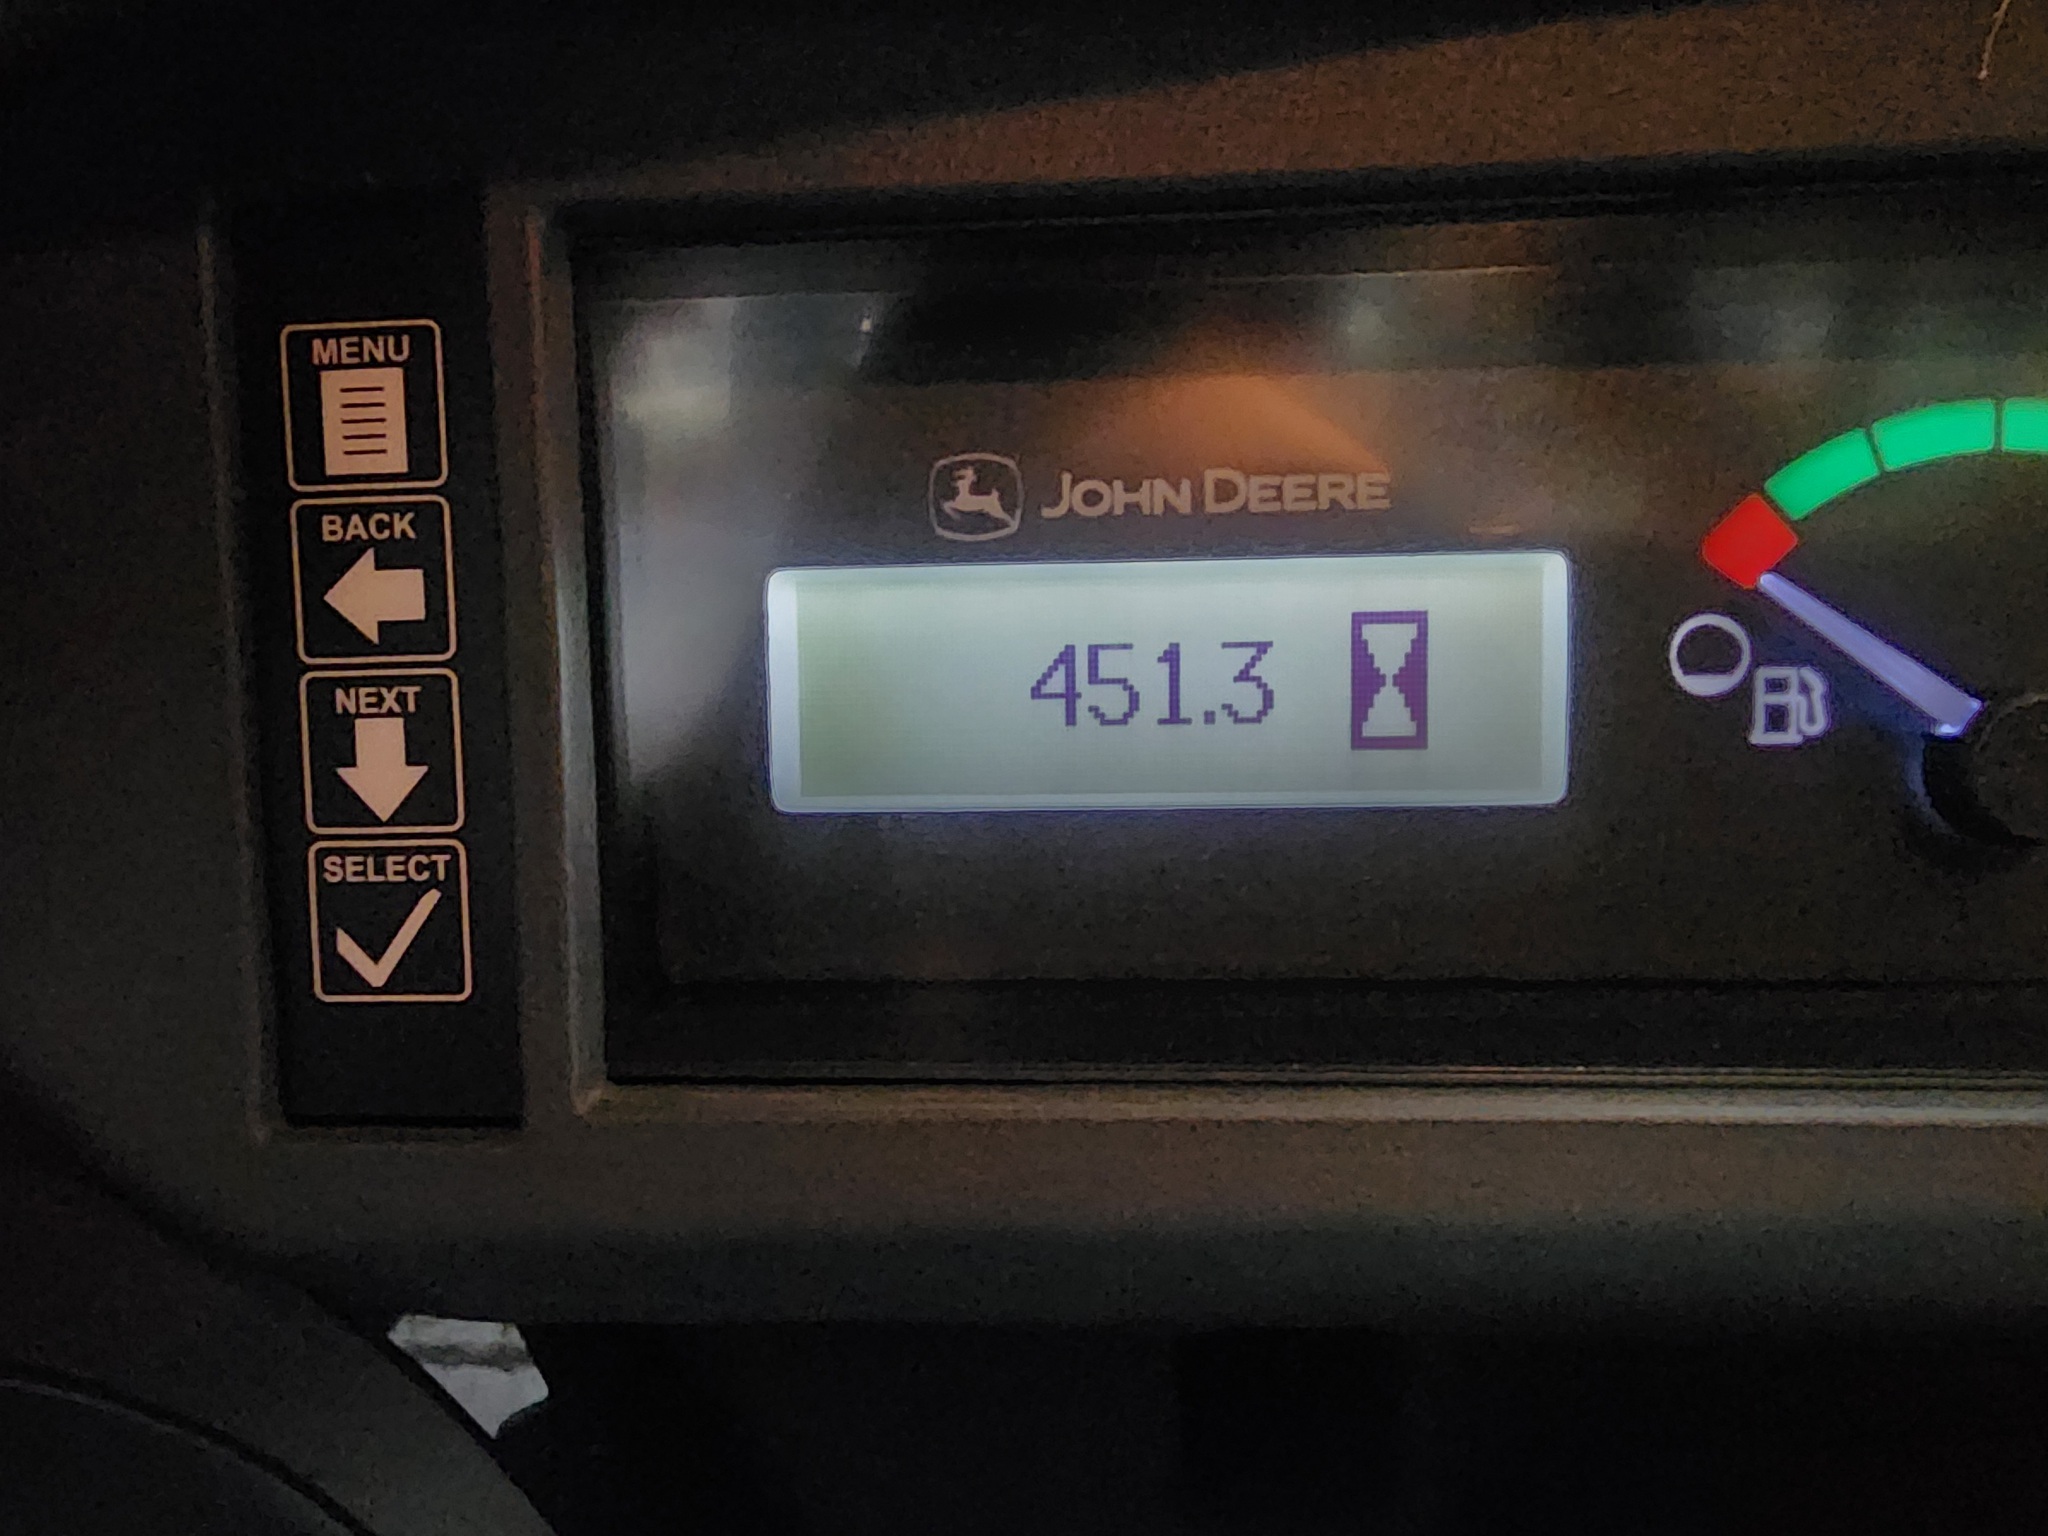 MENU
BACK
NEXT
SELECT
JOHN DEERE
451.3